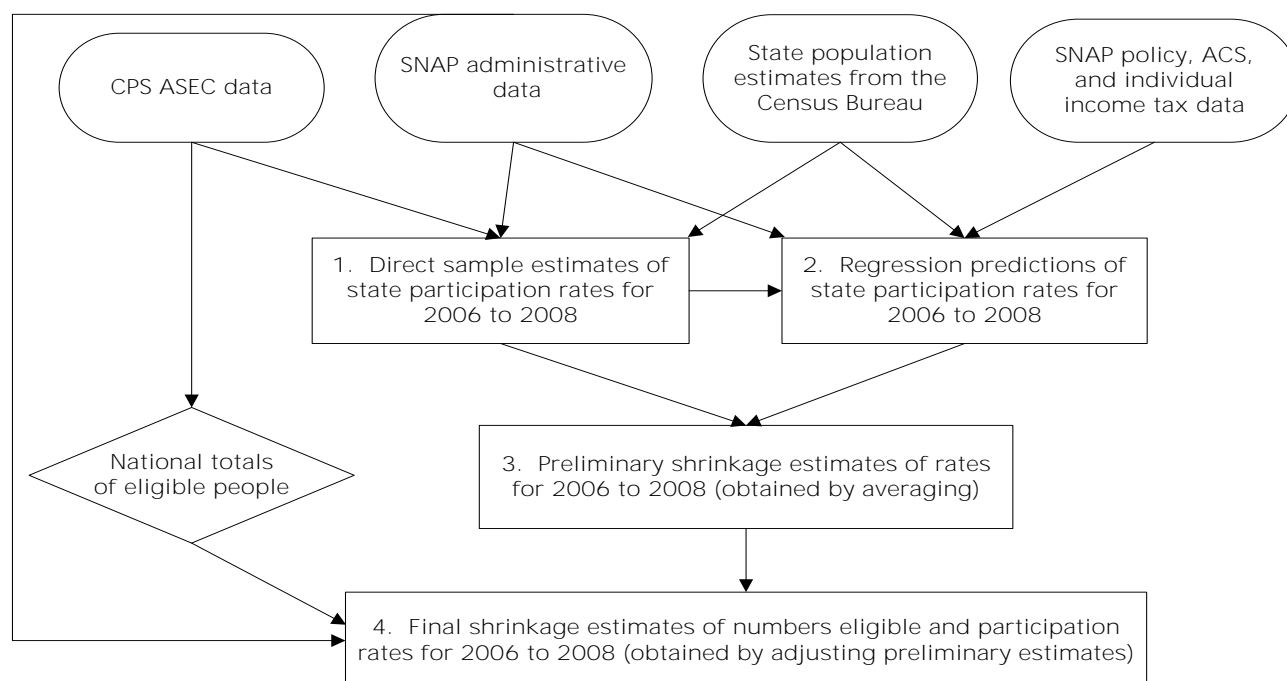 CPS ASEC data
SNAP administrative
data
State population
estimates from the
Census Bureau
SNAP policy, ACS,
and individual
income tax data
1. Direct sample estimates of
state participation rates for
2006 to 2008
2. Regression predictions of
state participation rates for
2006 to 2008
National totals
of eligible people
3. Preliminary shrinkage estimates of rates
for 2006 to 2008 (obtained by averaging)
4. Final shrinkage estimates of numbers eligible and participation
rates for 2006 to 2008 (obtained by adjusting preliminary estimates)